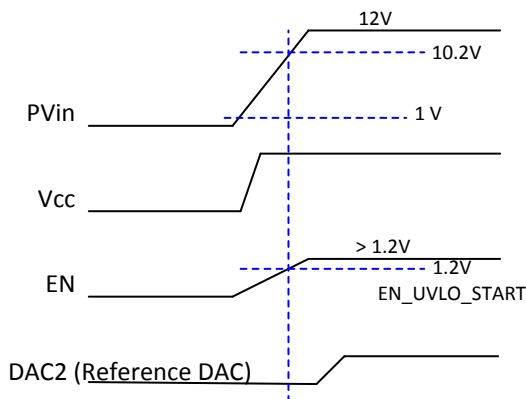 12V
10.2V
PVin
1 V
Vcc
> 1.2V
1.2V
EN
EN_UVLO_START
DAC2 (Reference DAC)